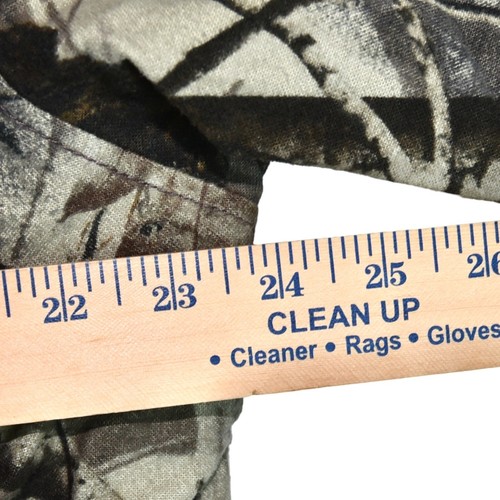 22 23 24 25 26
CLEAN UP
• Cleaner • Rags • Gloves